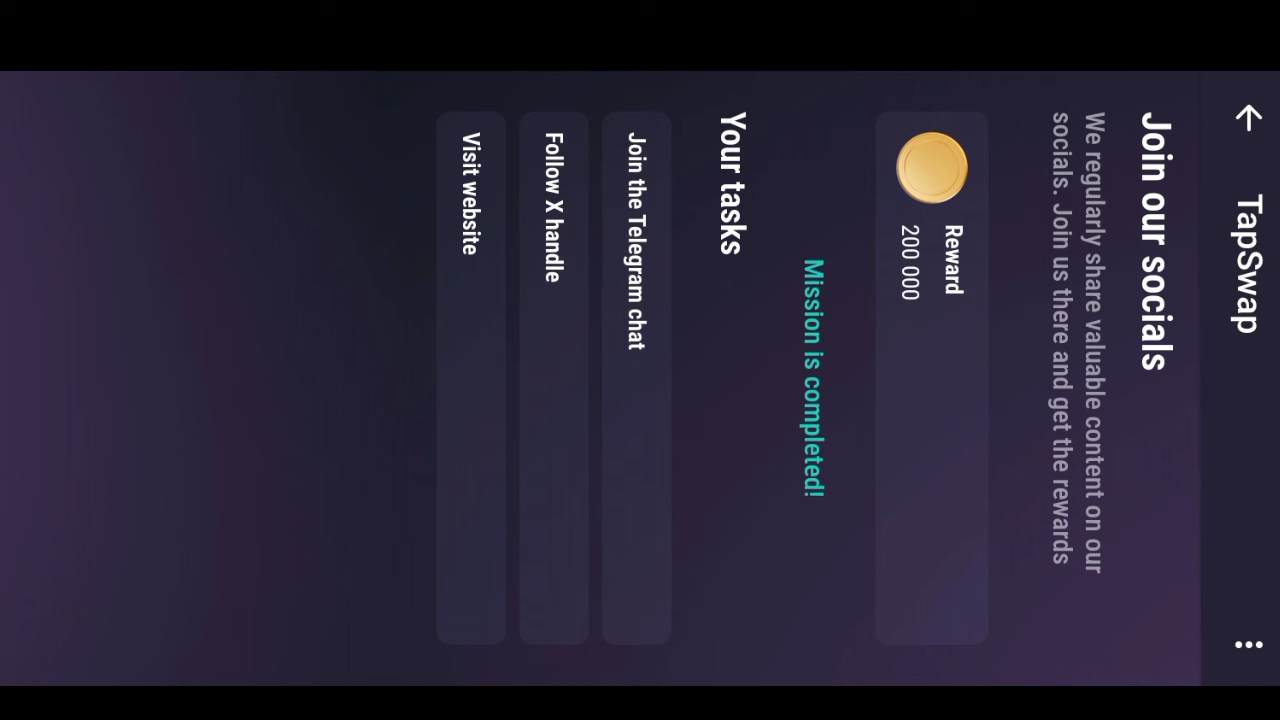 TapSwap
Join our socials
We regularly share valuable content on our
socials. Join us there and get the rewards
Reward
200 000
Mission is completed!
Your tasks
Join the Telegram chat
Follow X handle
Visit website